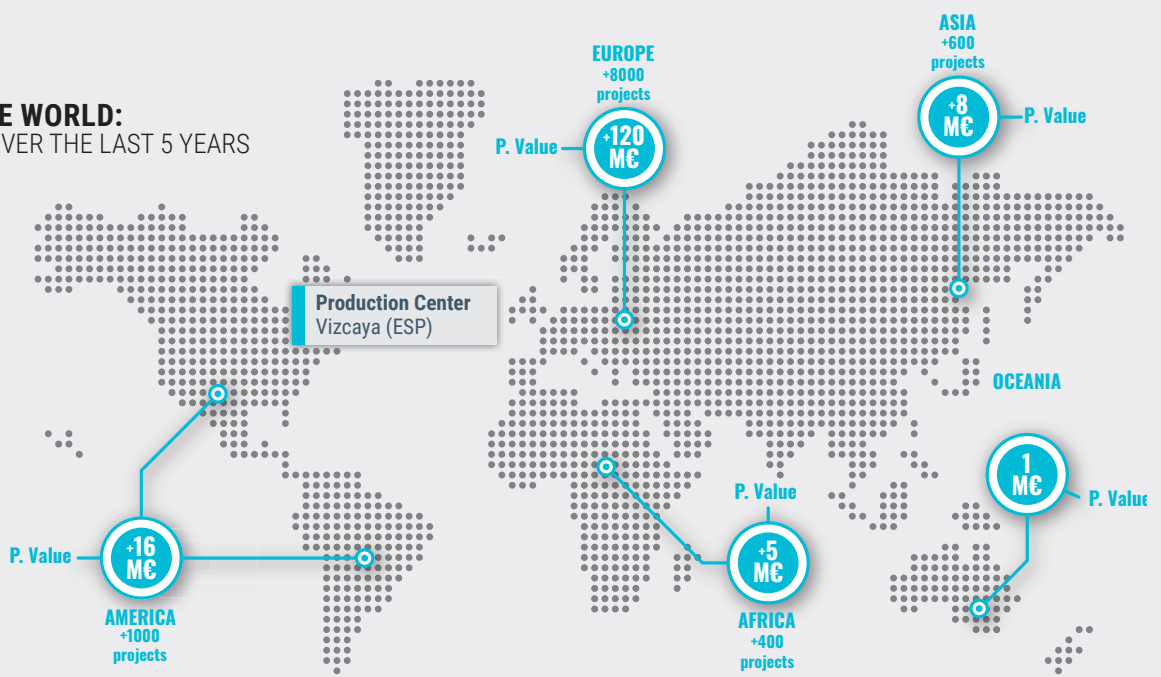 E WORLD:
VER THE LAST 5 YEARS
EUROPE
+8000
projects
P. Value
+120
M€
ASIA
+600
projects
+8
M€
P. Value
Production Center
Vizcaya (ESP)
OCEANIA
1
M€
P. Value
P. Value
+16
M€
AMERICA
+1000
projects
P. Value
+5
M€
AFRICA
+400
projects